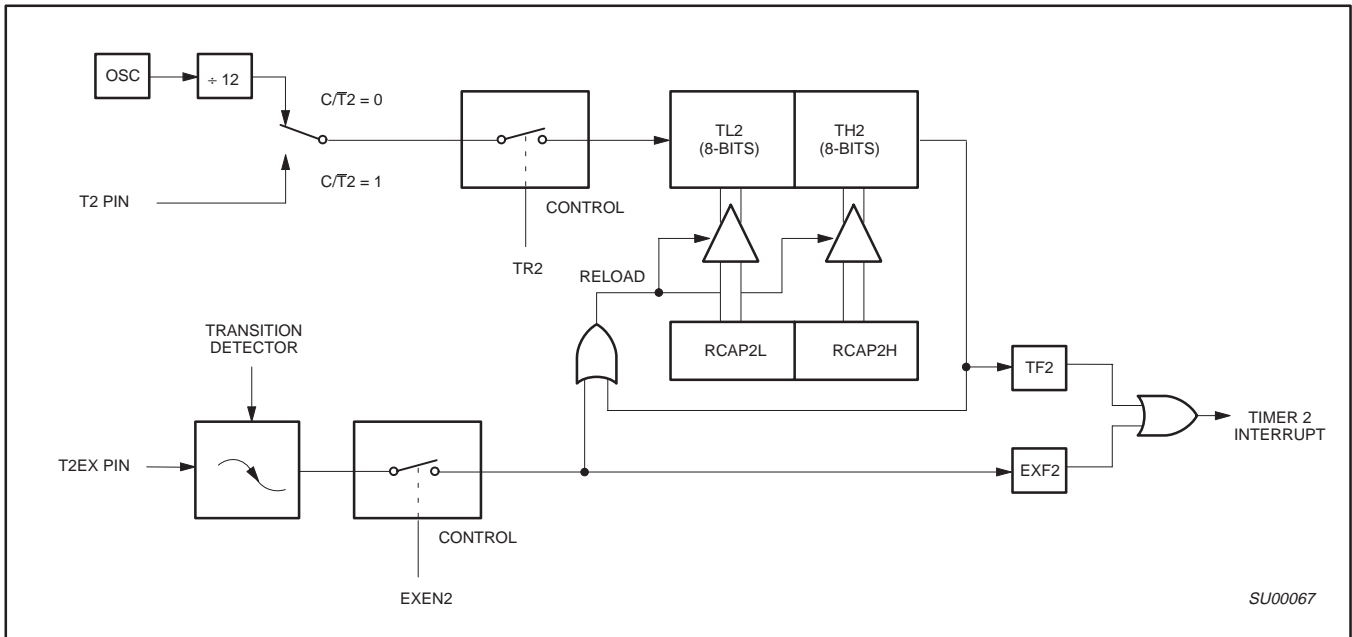 OSC
÷ 12
C/T̅2 = 0
C/T̅2 = 1
T2 PIN
CONTROL
TR2
TL2
(8-BITS)
TH2
(8-BITS)
RELOAD
RCAP2L
RCAP2H
TRANSITION
DETECTOR
T2EX PIN
CONTROL
EXEN2
TF2
EXF2
TIMER 2
INTERRUPT
SU00067